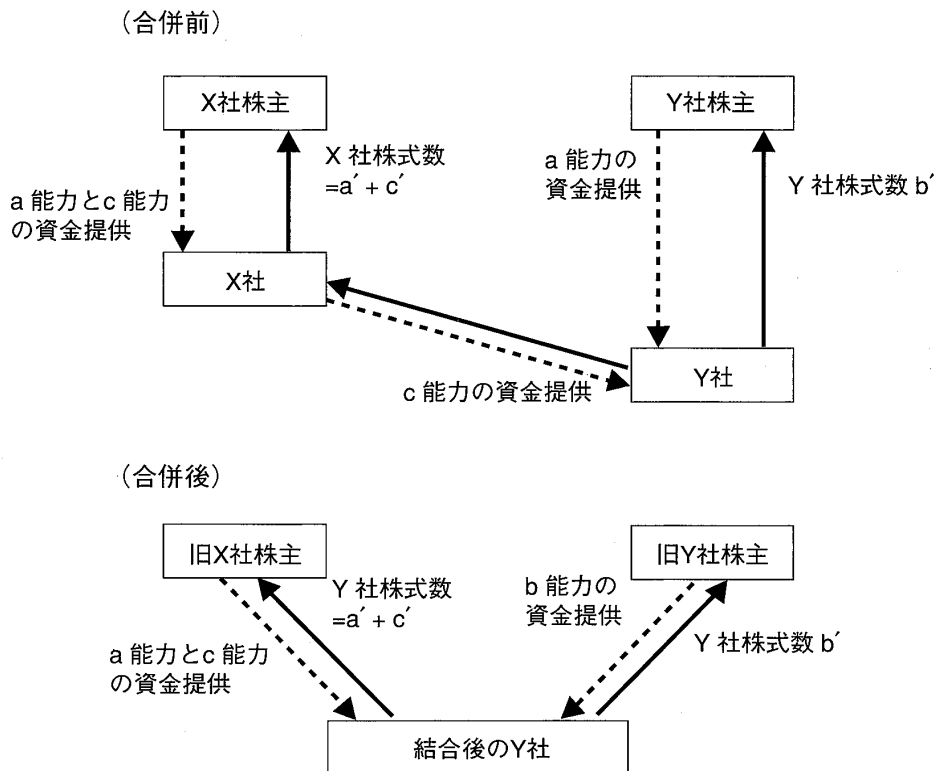 （合併前）
X社株主
Y社株主
X 社株式数
=a′ + c′
a 能力とc 能力
の資金提供
a 能力の
資金提供
Y 社株式数 b′
X社
Y社
c 能力の資金提供
（合併後）
旧X社株主
旧Y社株主
Y 社株式数
=a′ + c′
b 能力の
資金提供
a 能力とc 能力
の資金提供
Y 社株式数 b′
結合後のY社